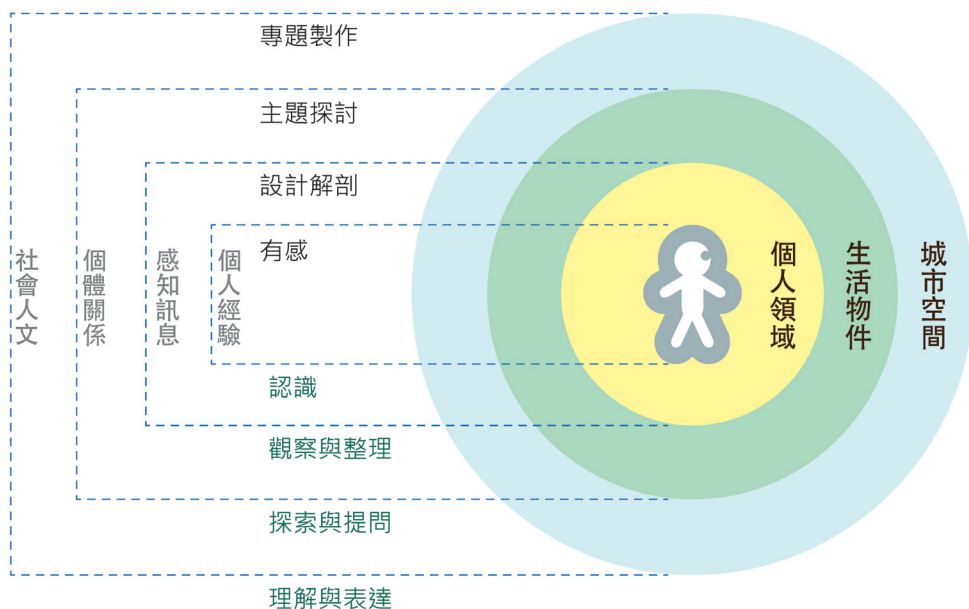 專題製作
主題探討
設計解剖
有感
社會人文
個體關係
感知訊息
個人經驗
個人領域
生活物件
城市空間
認識
觀察與整理
探索與提問
理解與表達